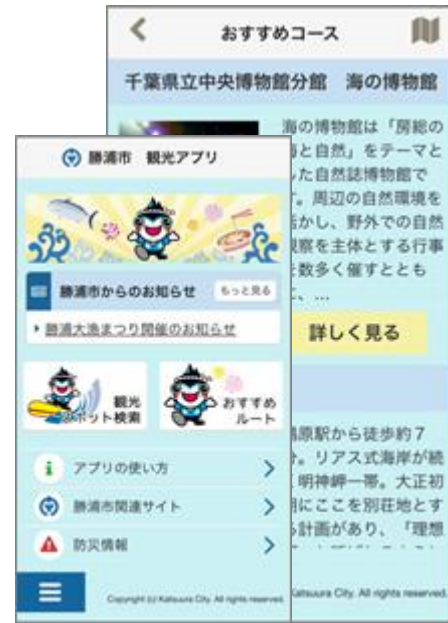 おすすめコース
千葉県立中央博物館分館 海の博物館
海の博物館は「房総の
と自然」をテーマと
た自然誌博物館で
。周辺の自然環境を
かし、野外での自然
察を主体とする行事
数多く催すととも
、...
詳しく見る
原駅から徒歩約7
。リアス式海岸が続
明神岬一帯。大正初
にここを別荘地とす
計画があり、「理想
Katsuura City. All rights reserved.
勝浦市 観光アプリ
勝浦市からのお知らせ もっと見る
勝浦大漁まつり開催のお知らせ
観光
スポット検索
おすすめ
ルート
アプリの使い方
勝浦市関連サイト
防災情報
Copyright (c) Katsuura City. All rights reserved.